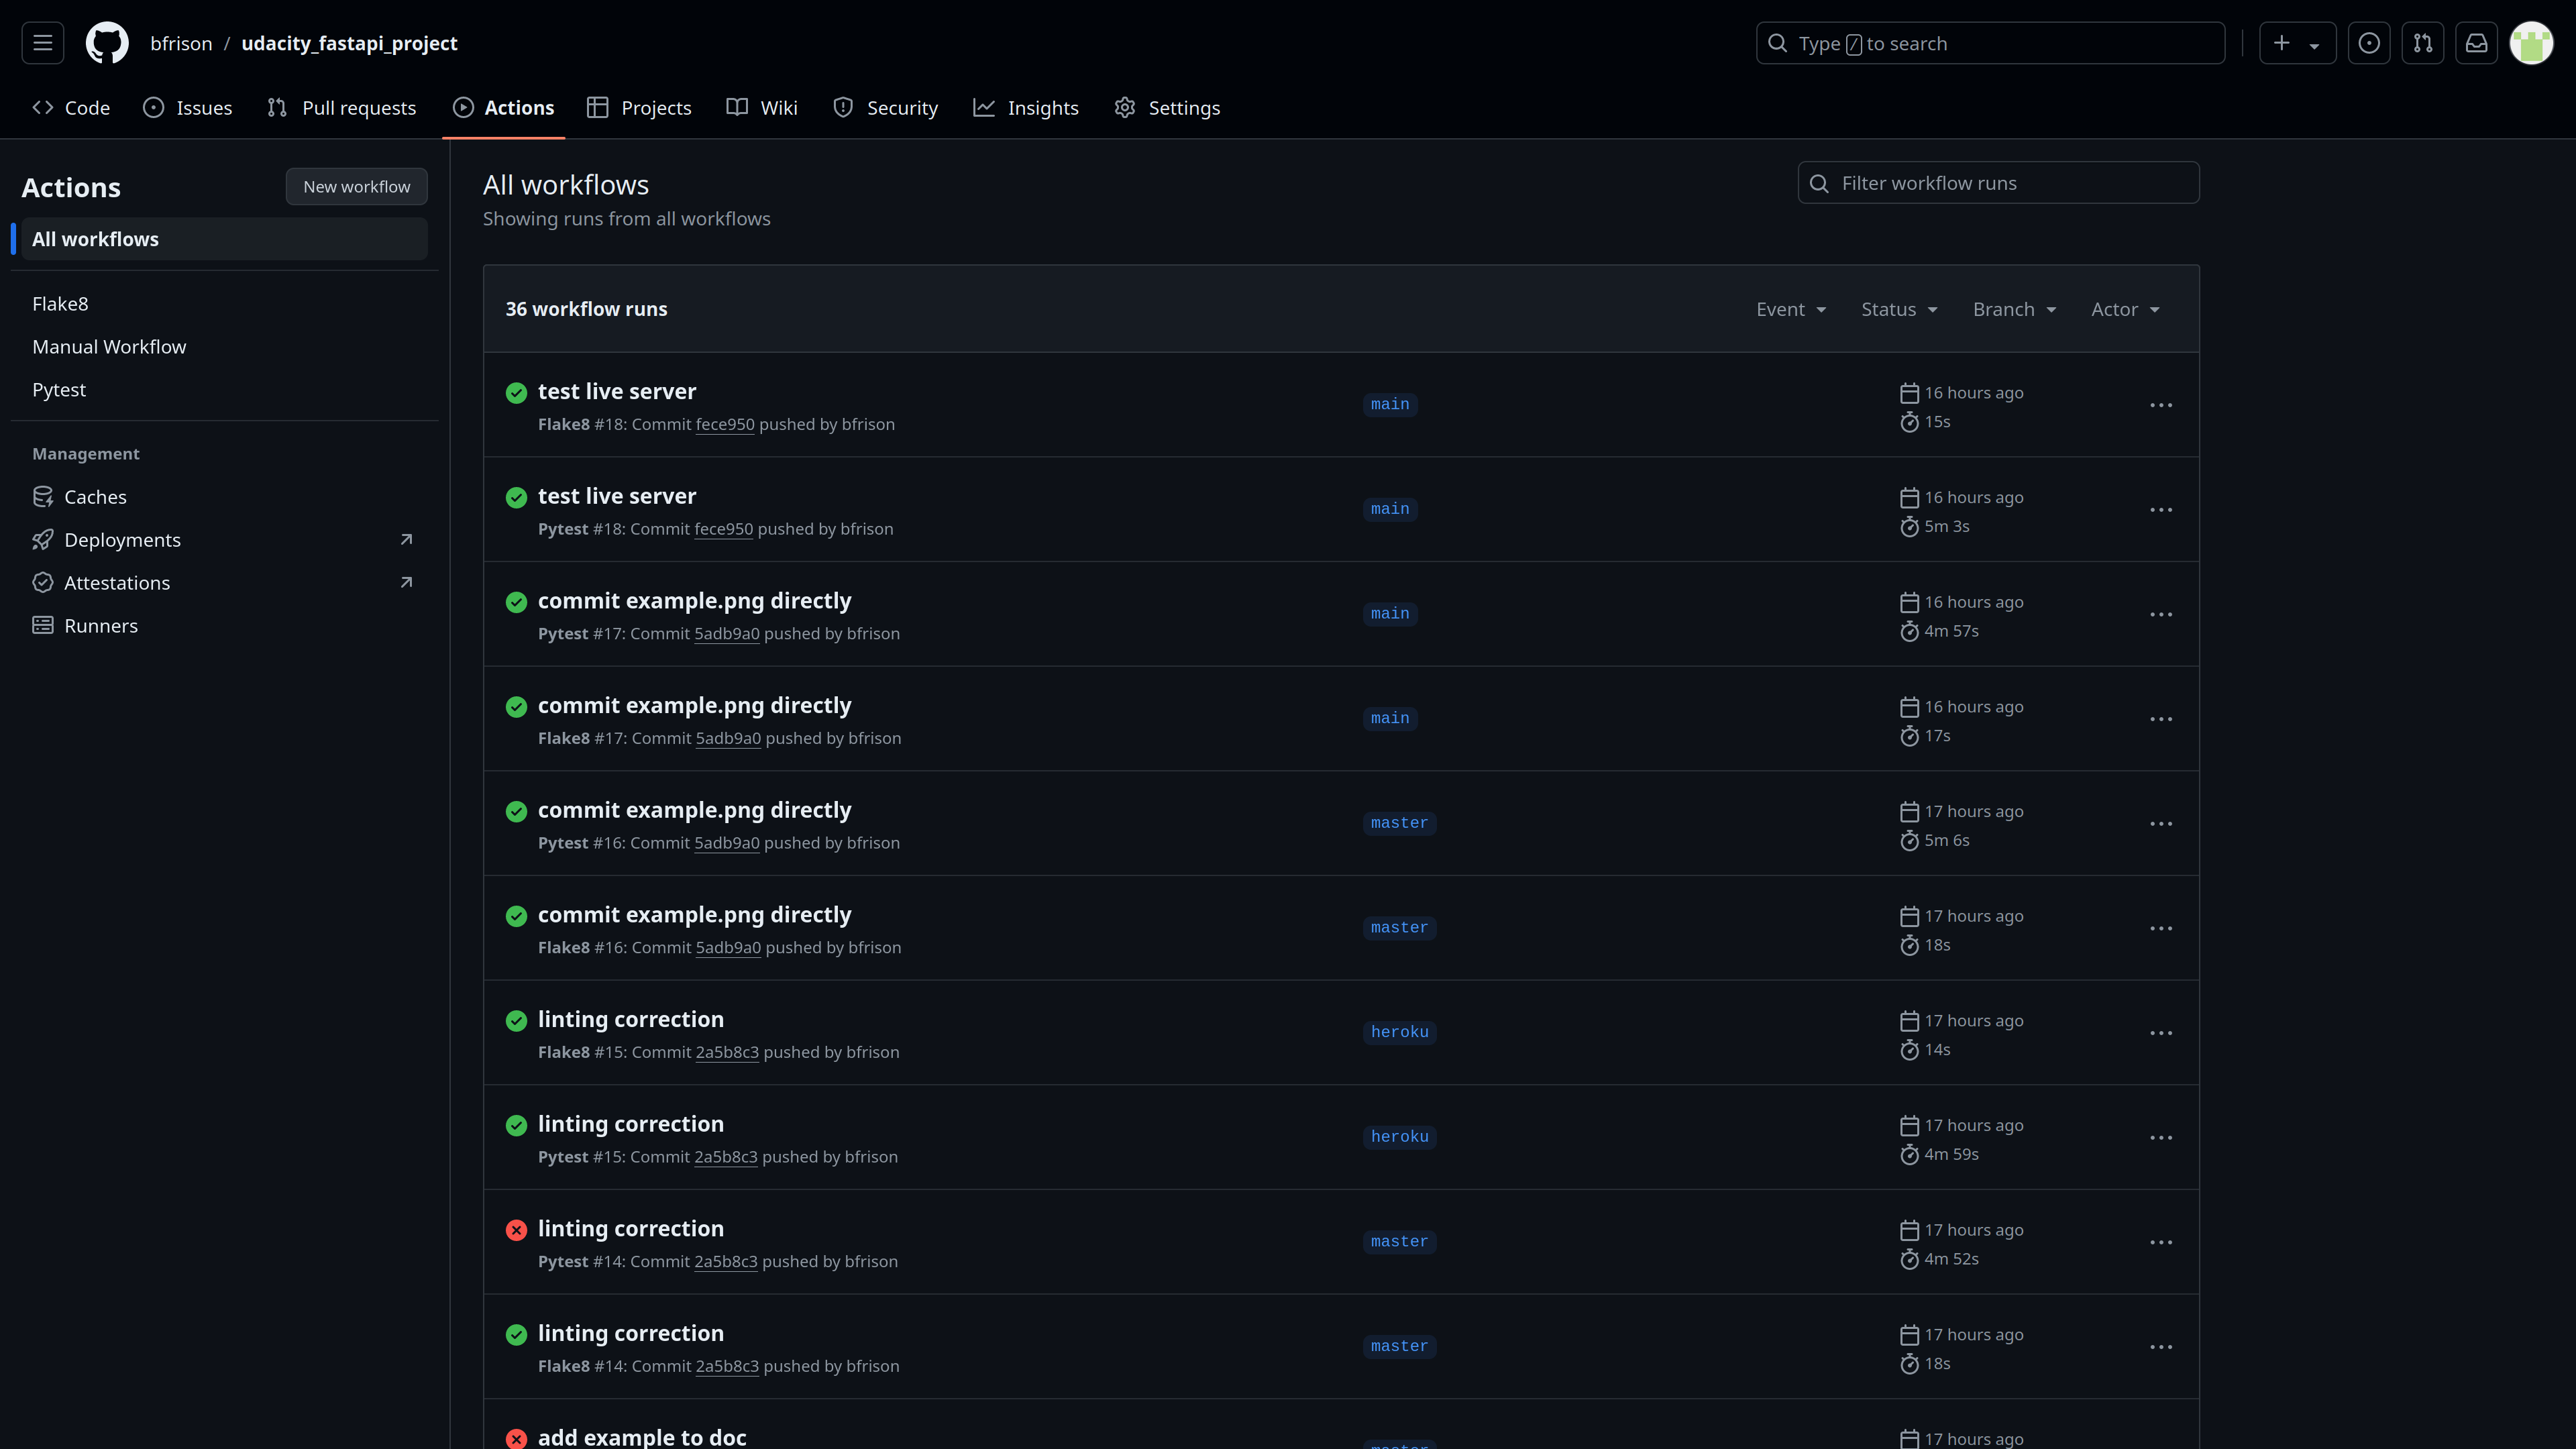 bfrison / udacity_fastapi_project
Type / to search
Code
Issues
Pull requests
Actions
Projects
Wiki
Security
Insights
Settings
Actions
New workflow
All workflows
Flake8
Manual Workflow
Pytest
Management
Caches
Deployments
Attestations
Runners
All workflows
Showing runs from all workflows
Filter workflow runs
36 workflow runs
Event
Status
Branch
Actor
test live server
Flake8 #18: Commit fece950 pushed by bfrison
main
16 hours ago
15s
test live server
Pytest #18: Commit fece950 pushed by bfrison
main
16 hours ago
5m 3s
commit example.png directly
Pytest #17: Commit 5adb9a0 pushed by bfrison
main
16 hours ago
4m 57s
commit example.png directly
Flake8 #17: Commit 5adb9a0 pushed by bfrison
main
16 hours ago
17s
commit example.png directly
Pytest #16: Commit 5adb9a0 pushed by bfrison
master
17 hours ago
5m 6s
commit example.png directly
Flake8 #16: Commit 5adb9a0 pushed by bfrison
master
17 hours ago
18s
linting correction
Flake8 #15: Commit 2a5b8c3 pushed by bfrison
heroku
17 hours ago
14s
linting correction
Pytest #15: Commit 2a5b8c3 pushed by bfrison
heroku
17 hours ago
4m 59s
linting correction
Pytest #14: Commit 2a5b8c3 pushed by bfrison
master
17 hours ago
4m 52s
linting correction
Flake8 #14: Commit 2a5b8c3 pushed by bfrison
master
17 hours ago
18s
add example to doc
17 hours ago